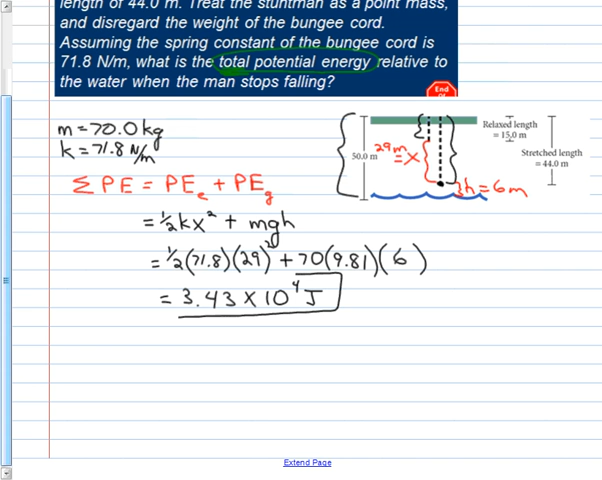 length of 44.0 m. Treat the stuntman as a point mass,
and disregard the weight of the bungee cord.
Assuming the spring constant of the bungee cord is
71.8 N/m, what is the total potential energy relative to
the water when the man stops falling?
End
Of
m = 70.0 kg
k = 71.8 N/m
Σ PE = PEe + PEg
= ½kx² + mgh
= ½(71.8)(29)² + 70(9.81)(6)
= 3.43 × 10⁴ J
50.0 m
29m
= x
h = 6m
Relaxed length
= 15.0 m
Stretched length
= 44.0 m
Extend Page